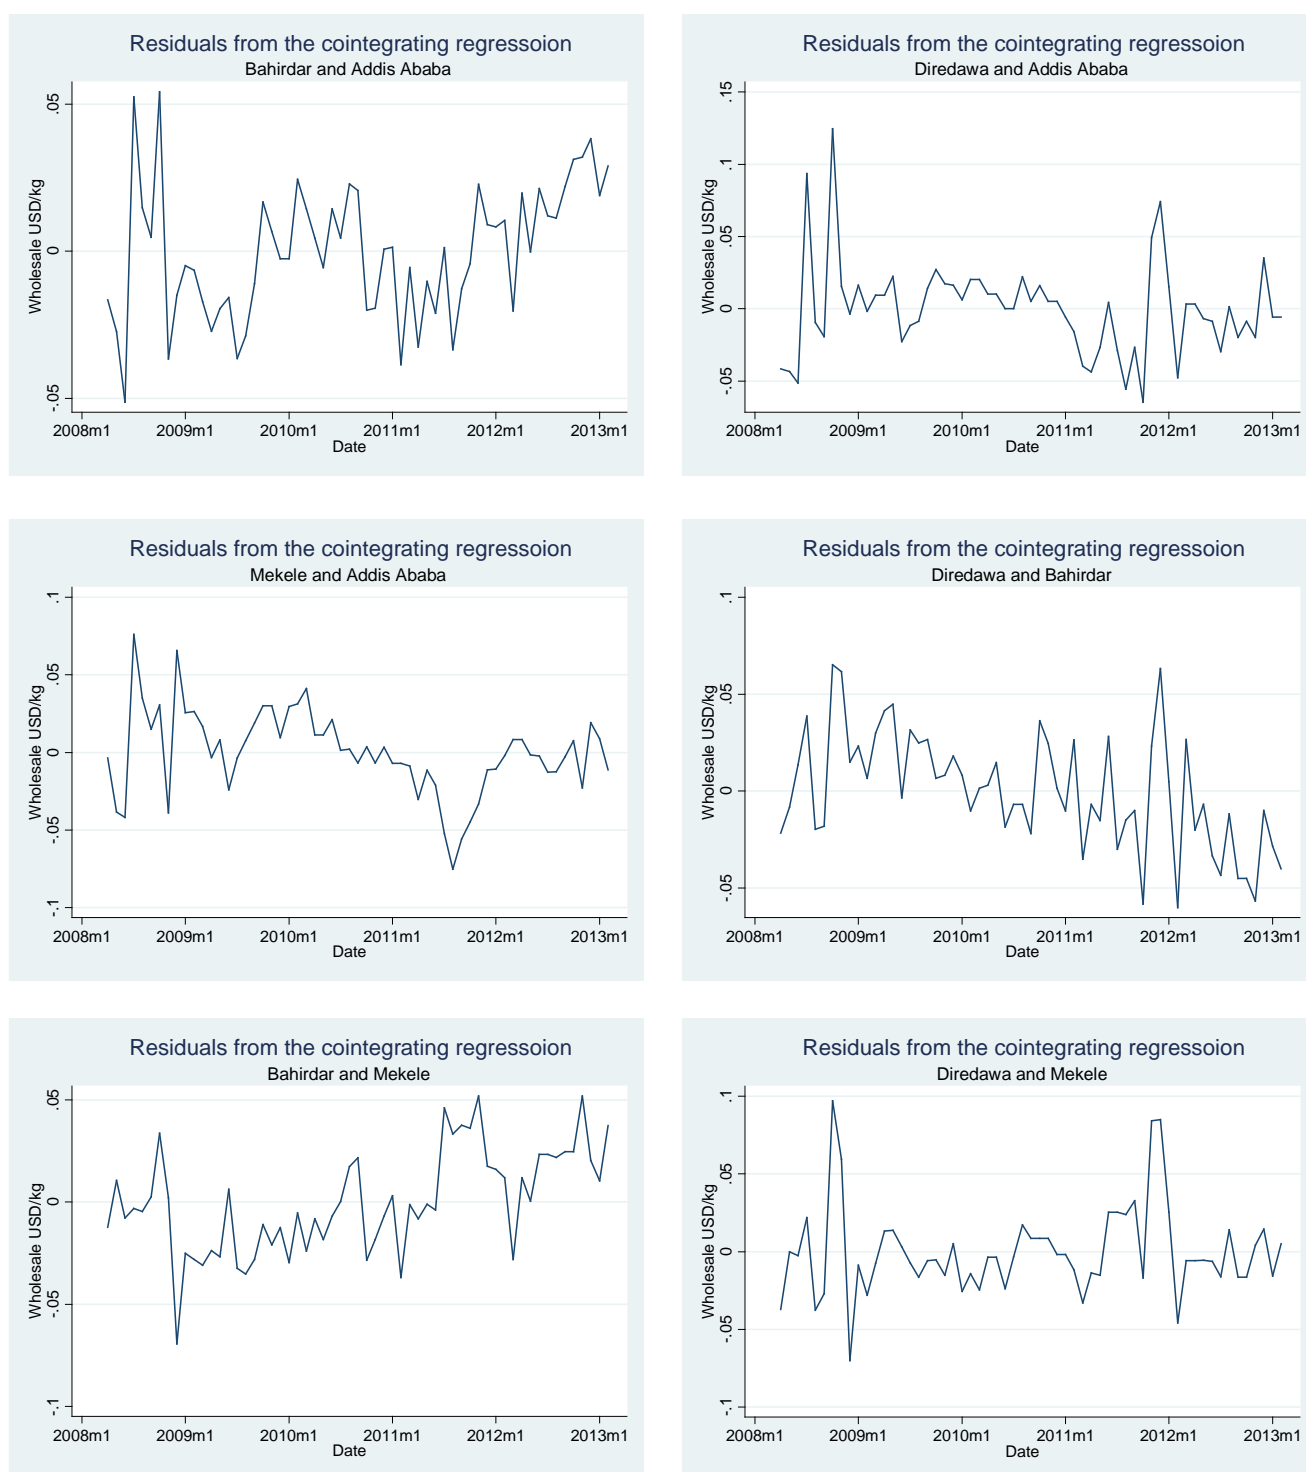 Residuals from the cointegrating regressoion
Bahirdar and Addis Ababa
Wholesale USD/kg
.05
0
-.05
2008m1 2009m1 2010m1 2011m1 2012m1 2013m1
Date
Residuals from the cointegrating regressoion
Diredawa and Addis Ababa
Wholesale USD/kg
.15
.1
.05
0
-.05
2008m1 2009m1 2010m1 2011m1 2012m1 2013m1
Date
Residuals from the cointegrating regressoion
Mekele and Addis Ababa
Wholesale USD/kg
.1
.05
0
-.05
-.1
2008m1 2009m1 2010m1 2011m1 2012m1 2013m1
Date
Residuals from the cointegrating regressoion
Diredawa and Bahirdar
Wholesale USD/kg
.1
.05
0
-.05
2008m1 2009m1 2010m1 2011m1 2012m1 2013m1
Date
Residuals from the cointegrating regressoion
Bahirdar and Mekele
Wholesale USD/kg
.05
0
-.05
-.1
2008m1 2009m1 2010m1 2011m1 2012m1 2013m1
Date
Residuals from the cointegrating regressoion
Diredawa and Mekele
Wholesale USD/kg
.1
.05
0
-.05
-.1
2008m1 2009m1 2010m1 2011m1 2012m1 2013m1
Date